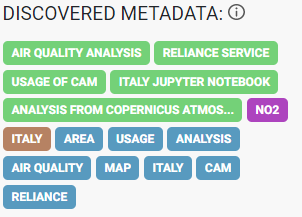 DISCOVERED METADATA:
AIR QUALITY ANALYSIS RELIANCE SERVICE
USAGE OF CAM ITALY JUPYTER NOTEBOOK
ANALYSIS FROM COPERNICUS ATMOS... NO2
ITALY AREA USAGE ANALYSIS
AIR QUALITY MAP ITALY CAM
RELIANCE